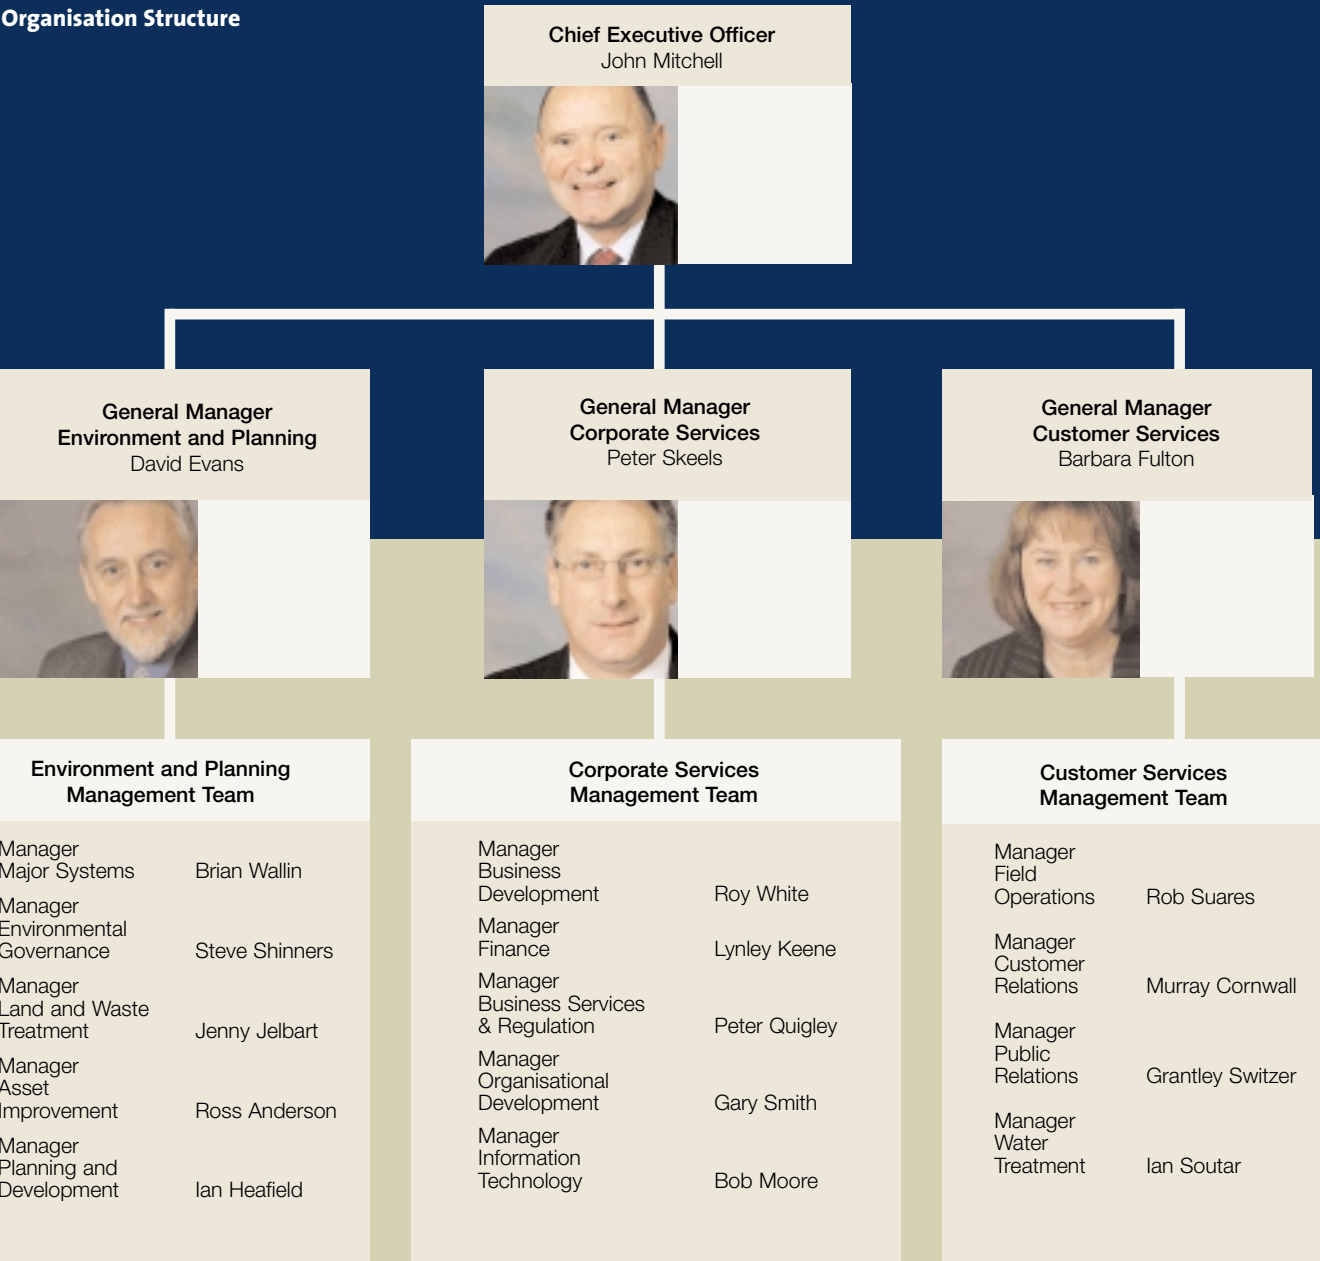 Organisation Structure
Chief Executive Officer
John Mitchell
General Manager
Environment and Planning
David Evans
General Manager
Corporate Services
Peter Skeels
General Manager
Customer Services
Barbara Fulton
Environment and Planning
Management Team
Manager
Major Systems Brian Wallin
Manager
Environmental
Governance Steve Shinners
Manager
Land and Waste
Treatment Jenny Jelbart
Manager
Asset
Improvement Ross Anderson
Manager
Planning and
Development Ian Heafield
Corporate Services
Management Team
Manager
Business
Development Roy White
Manager
Finance Lynley Keene
Manager
Business Services
& Regulation Peter Quigley
Manager
Organisational
Development Gary Smith
Manager
Information
Technology Bob Moore
Customer Services
Management Team
Manager
Field
Operations Rob Suares
Manager
Customer
Relations Murray Cornwall
Manager
Public
Relations Grantley Switzer
Manager
Water
Treatment Ian Soutar